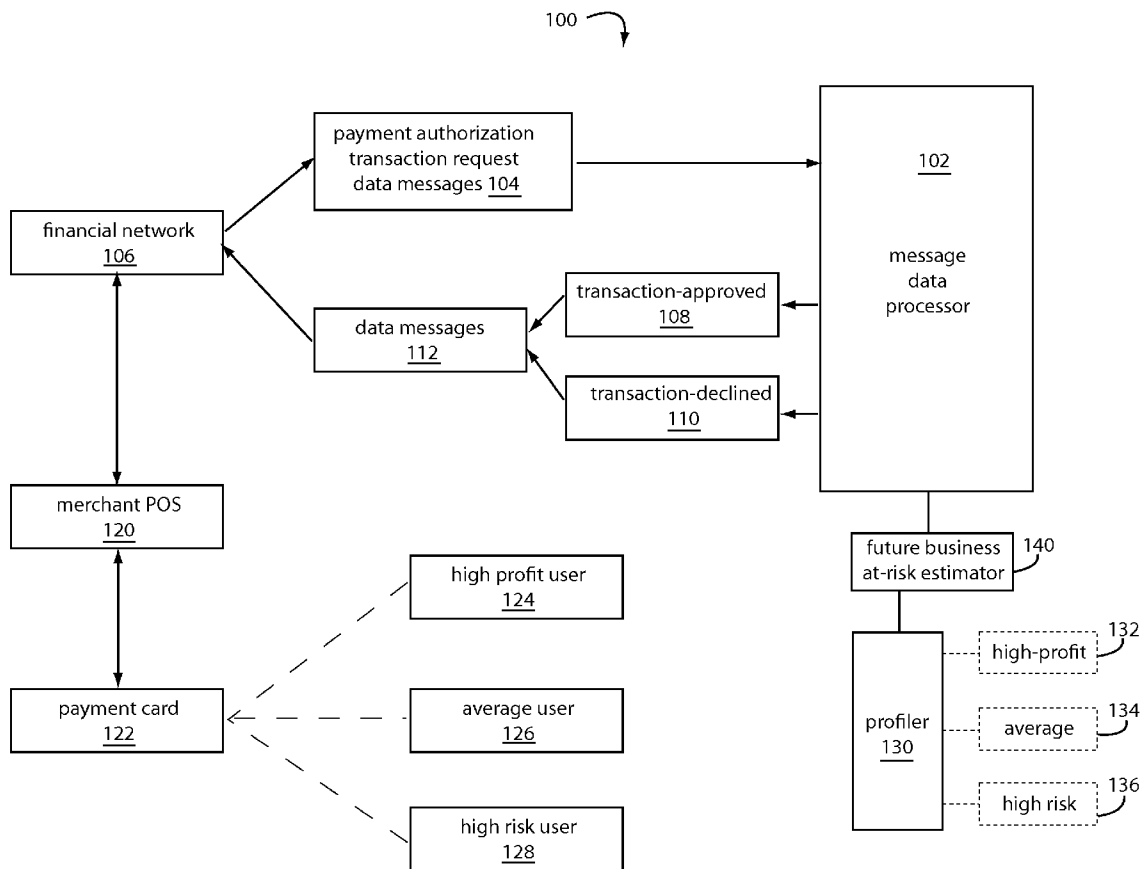 100
payment authorization
transaction request
data messages 104
102
message
data
processor
financial network
106
transaction-approved
108
data messages
112
transaction-declined
110
merchant POS
120
future business
at-risk estimator
140
high profit user
124
payment card
122
average user
126
high risk user
128
profiler
130
high-profit
132
average
134
high risk
136